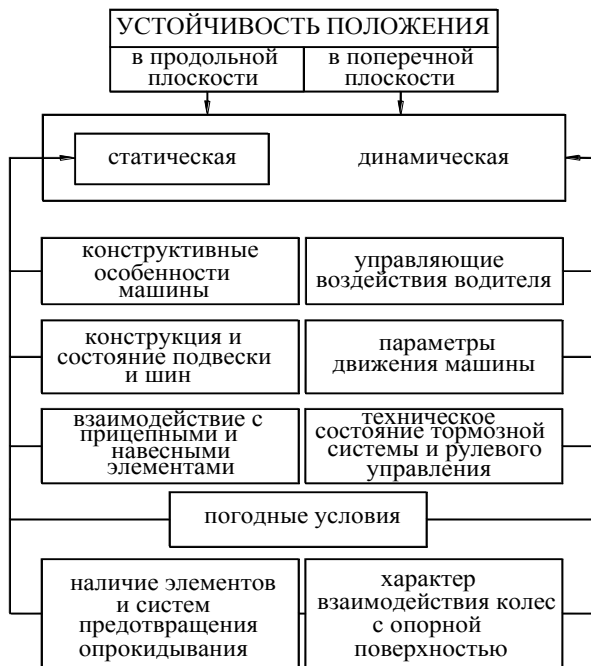 УСТОЙЧИВОСТЬ ПОЛОЖЕНИЯ
в продольной
плоскости
в поперечной
плоскости
статическая
динамическая
конструктивные
особенности
машины
управляющие
воздействия водителя
конструкция и
состояние подвески
и шин
параметры
движения машины
взаимодействие с
прицепными и
навесными
элементами
техническое
состояние тормозной
системы и рулевого
управления
погодные условия
наличие элементов
и систем
предотвращения
опрокидывания
характер
взаимодействия колес
с опорной
поверхностью